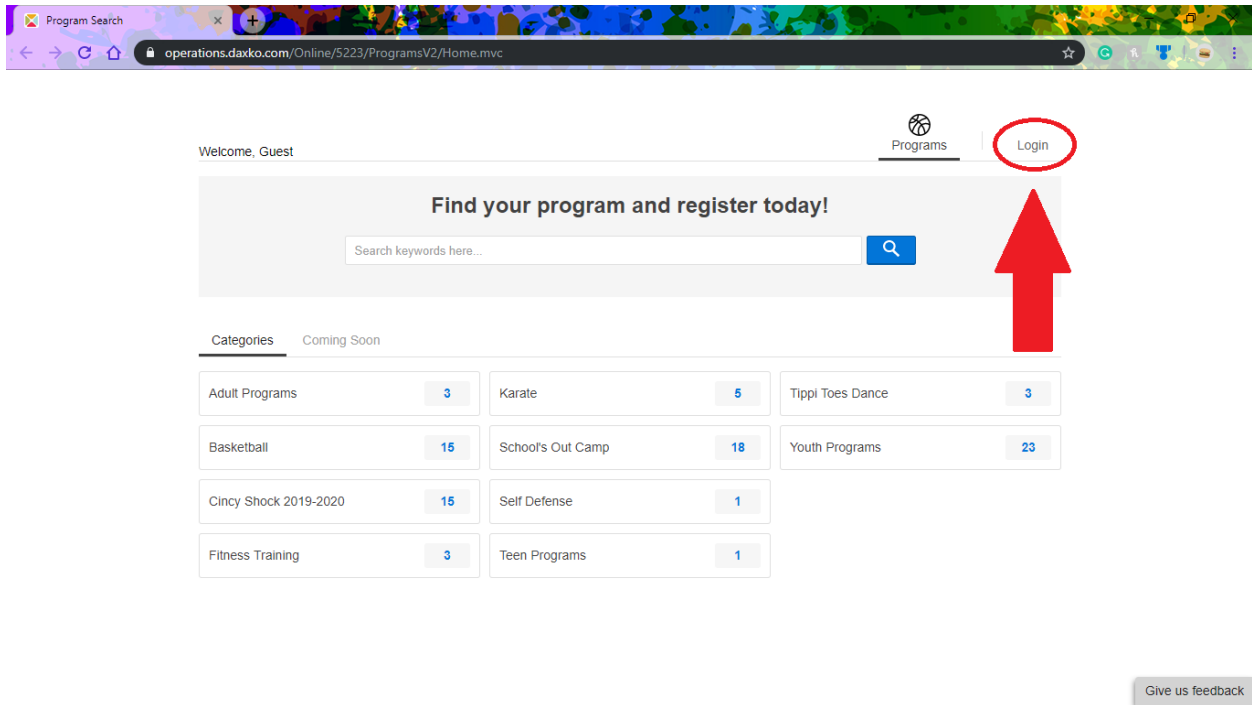 Program Search
operations.daxko.com/Online/5223/ProgramsV2/Home.mvc
Welcome, Guest
Programs
Login
Find your program and register today!
Search keywords here...
Categories
Coming Soon
Adult Programs 3
Karate 5
Tippi Toes Dance 3
Basketball 15
School's Out Camp 18
Youth Programs 23
Cincy Shock 2019-2020 15
Self Defense 1
Fitness Training 3
Teen Programs 1
Give us feedback